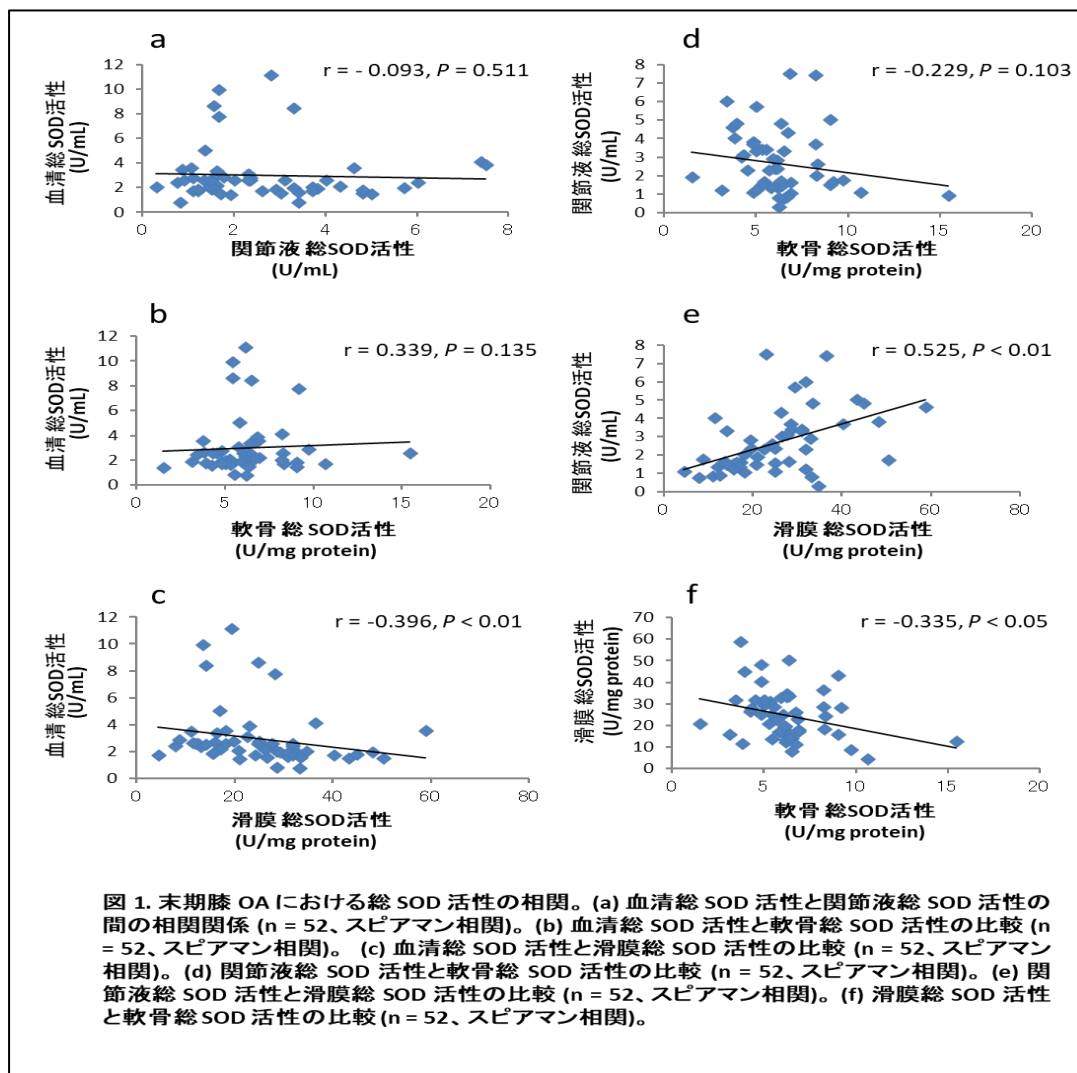 a
r = - 0.093, P = 0.511
血清総SOD活性
(U/mL)
12
10
8
6
4
2
0
0 2 4 6 8
関節液 総SOD活性
(U/mL)
b
r = 0.339, P = 0.135
血清 総SOD活性
(U/mL)
12
10
8
6
4
2
0
0 5 10 15 20
軟骨 総 SOD活性
(U/mg protein)
c
r = -0.396, P < 0.01
血清 総SOD活性
(U/mL)
12
10
8
6
4
2
0
0 20 40 60 80
滑膜 総SOD活性
(U/mg protein)
d
r = -0.229, P = 0.103
関節液 総SOD活性
(U/mL)
8
7
6
5
4
3
2
1
0
0 5 10 15 20
軟骨 総SOD活性
(U/mg protein)
e
r = 0.525, P < 0.01
関節液 総SOD活性
(U/mL)
8
7
6
5
4
3
2
1
0
0 20 40 60 80
滑膜 総SOD活性
(U/mg protein)
f
r = -0.335, P < 0.05
滑膜 総SOD活性
(U/mg protein)
70
60
50
40
30
20
10
0
0 5 10 15 20
軟骨 総SOD活性
(U/mg protein)
図 1. 末期膝 OA における総 SOD 活性の相関。(a) 血清総 SOD 活性と関節液総 SOD 活性の
間の相関関係 (n = 52、スピアマン相関)。(b) 血清総 SOD 活性と軟骨総 SOD 活性の比較 (n
= 52、スピアマン相関)。 (c) 血清総 SOD 活性と滑膜総 SOD 活性の比較 (n = 52、スピアマン
相関)。(d) 関節液総 SOD 活性と軟骨総 SOD 活性の比較 (n = 52、スピアマン相関)。(e) 関
節液総 SOD 活性と滑膜総 SOD 活性の比較 (n = 52、スピアマン相関)。(f) 滑膜総 SOD 活性
と軟骨総 SOD 活性の比較 (n = 52、スピアマン相関)。